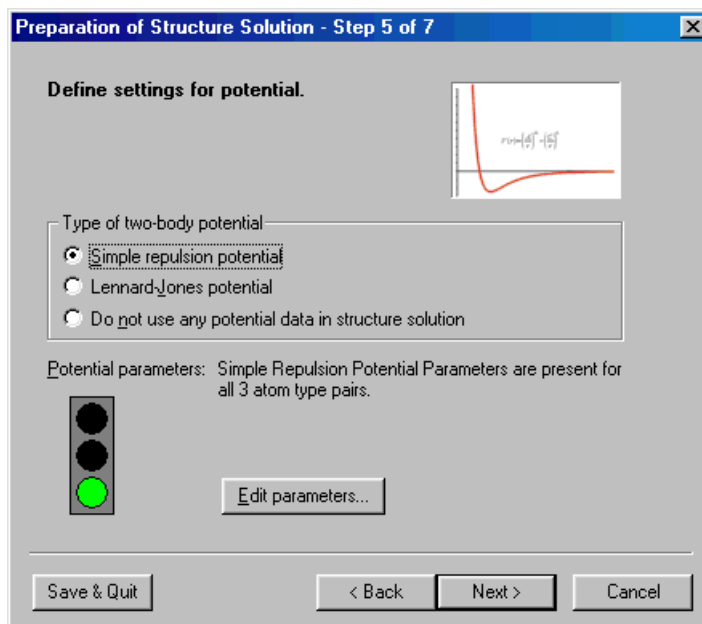 Preparation of Structure Solution - Step 5 of 7
Define settings for potential.
Type of two-body potential
Simple repulsion potential
Lennard-Jones potential
Do not use any potential data in structure solution
Potential parameters: Simple Repulsion Potential Parameters are present for
all 3 atom type pairs.
Edit parameters...
Save & Quit
< Back
Next >
Cancel